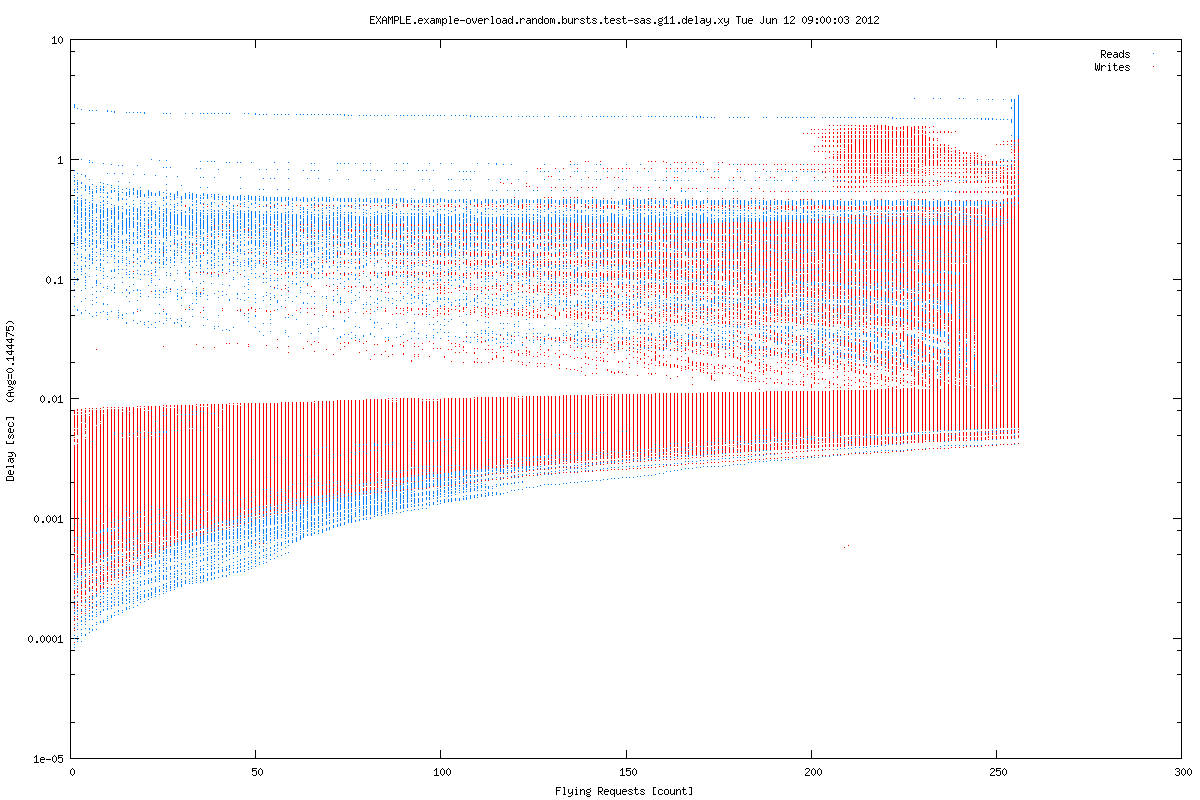 EXAMPLE.example-overload.random.bursts.test-sas.g11.delay.xy Tue Jun 12 09:00:03 2012
Reads
Writes
10
1
0.1
0.01
0.001
0.0001
1e-05
Delay [sec] (Avg=0.144475)
0 50 100 150 200 250 300
Flying Requests [count]